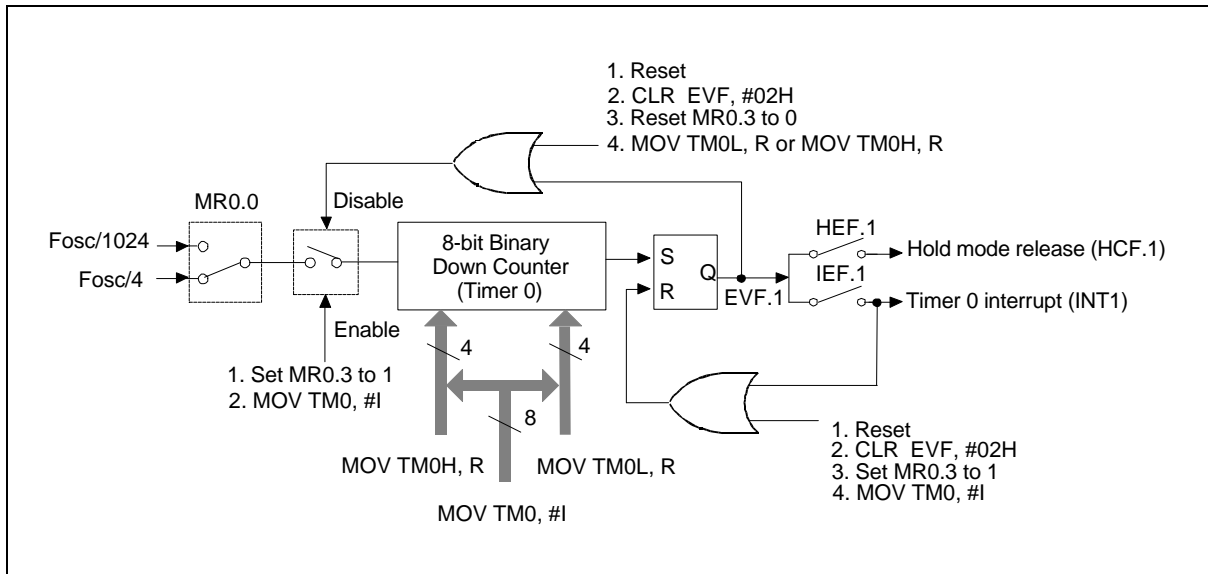 1. Reset
2. CLR EVF, #02H
3. Reset MR0.3 to 0
4. MOV TM0L, R or MOV TM0H, R
MR0.0
Disable
Fosc/1024
Fosc/4
8-bit Binary
Down Counter
(Timer 0)
S
Q
R
EVF.1
HEF.1
Hold mode release (HCF.1)
IEF.1
Timer 0 interrupt (INT1)
Enable
1. Set MR0.3 to 1
2. MOV TM0, #I
4
4
8
MOV TM0H, R
MOV TM0L, R
MOV TM0, #I
1. Reset
2. CLR EVF, #02H
3. Set MR0.3 to 1
4. MOV TM0, #I